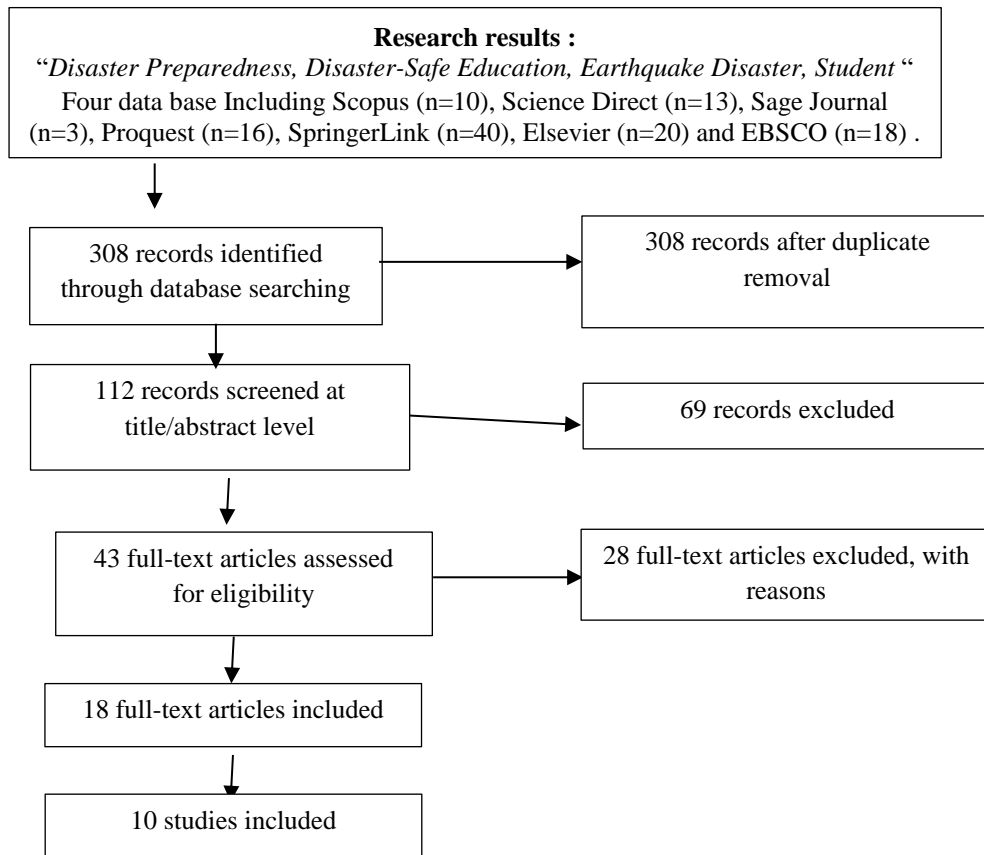 Research results :
“Disaster Preparedness, Disaster-Safe Education, Earthquake Disaster, Student “
Four data base Including Scopus (n=10), Science Direct (n=13), Sage Journal
(n=3), Proquest (n=16), SpringerLink (n=40), Elsevier (n=20) and EBSCO (n=18) .
308 records identified
through database searching
308 records after duplicate
removal
112 records screened at
title/abstract level
69 records excluded
43 full-text articles assessed
for eligibility
28 full-text articles excluded, with
reasons
18 full-text articles included
10 studies included